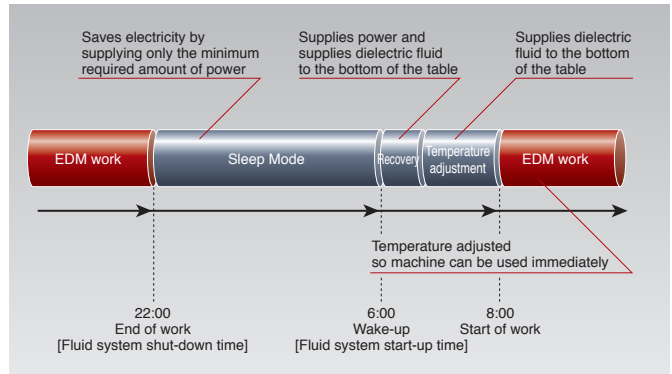 Saves electricity by
supplying only the minimum
required amount of power
Supplies power and
supplies dielectric fluid
to the bottom of the table
Supplies dielectric
fluid to the bottom
of the table
EDM work
Sleep Mode
Recovery
Temperature
adjustment
EDM work
Temperature adjusted
so machine can be used immediately
22:00
End of work
[Fluid system shut-down time]
6:00
Wake-up
[Fluid system start-up time]
8:00
Start of work